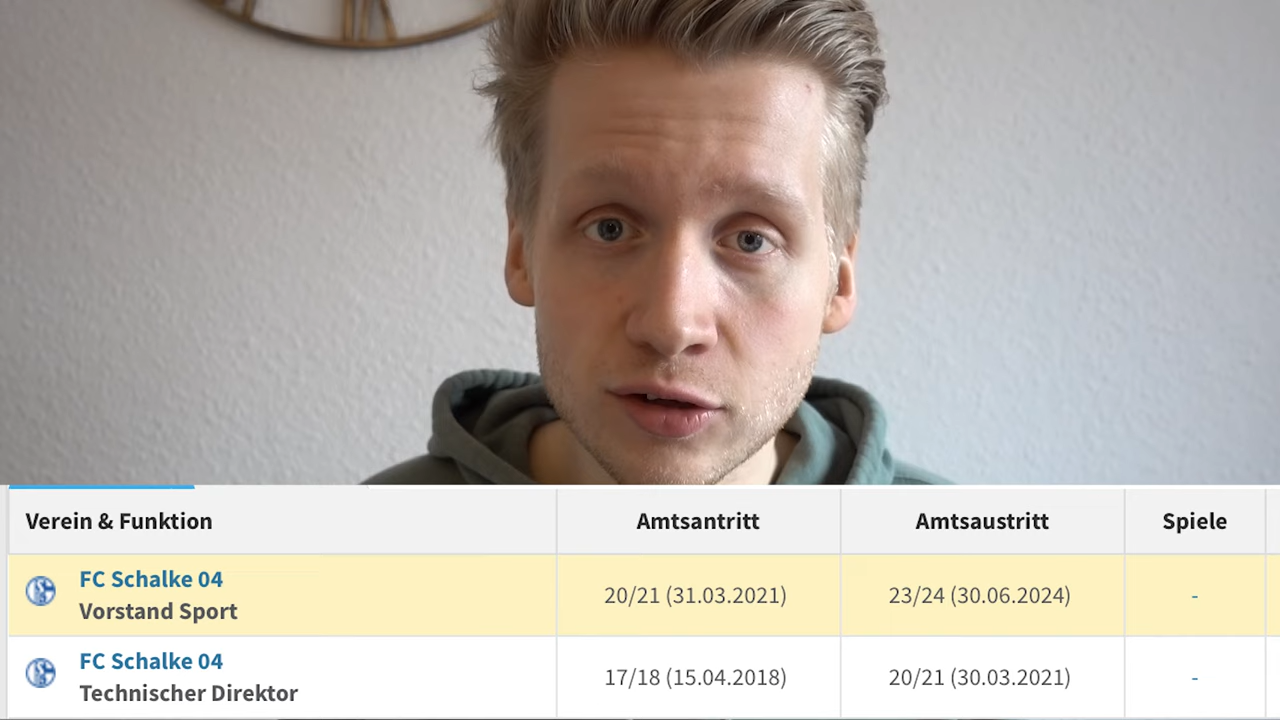 Verein & Funktion Amtsantritt Amtsaustritt Spiele
FC Schalke 04
Vorstand Sport 20/21 (31.03.2021) 23/24 (30.06.2024) -
FC Schalke 04
Technischer Direktor 17/18 (15.04.2018) 20/21 (30.03.2021) -